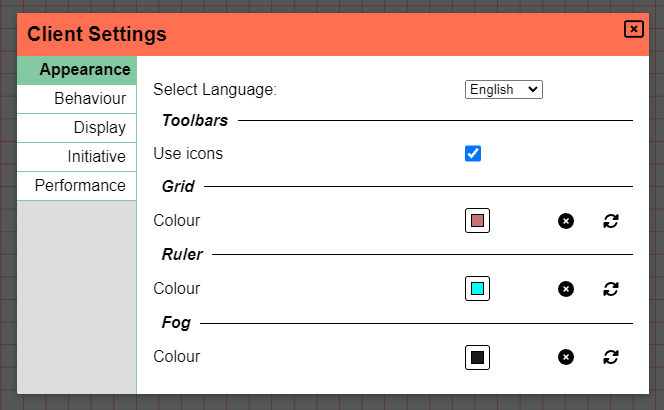 Client Settings
Appearance
Behaviour
Display
Initiative
Performance
Select Language: English
Toolbars
Use icons
Grid
Colour
Ruler
Colour
Fog
Colour